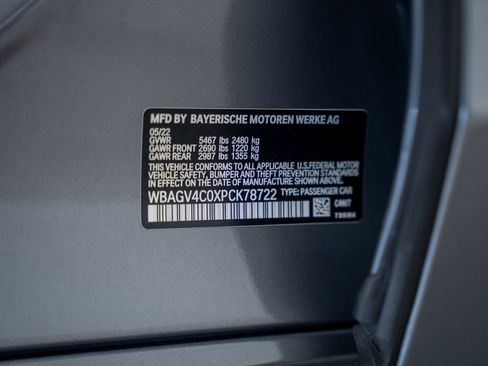 MFD BY BAYERISCHE MOTOREN WERKE AG
05/22
GVWR 5467 lbs 2480 kg
GAWR FRONT 2690 lbs 1220 kg
GAWR REAR 2987 lbs 1355 kg
THIS VEHICLE CONFORMS TO ALL APPLICABLE U.S.FEDERAL MOTOR
VEHICLE SAFETY, BUMPER AND THEFT PREVENTION STANDARDS
IN EFFECT ON THE DATE OF MANUFACTURE SHOWN ABOVE.
WBAGV4C0XPCK78722 TYPE: PASSENGER CAR